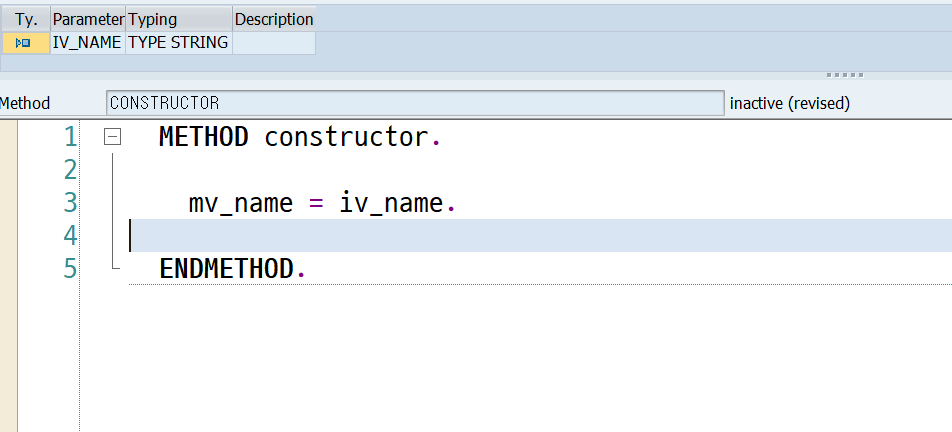 Ty. Parameter Typing Description
IV_NAME TYPE STRING
Method CONSTRUCTOR inactive (revised)
1 METHOD constructor.
2
3 mv_name = iv_name.
4
5 ENDMETHOD.